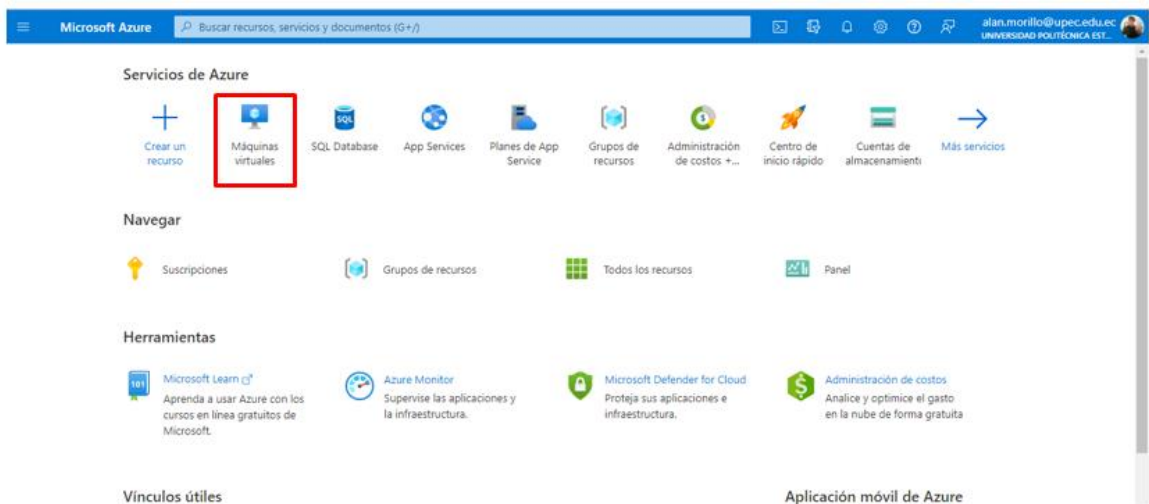 Microsoft Azure
Buscar recursos, servicios y documentos (G+/)
alan.morillo@upec.edu.ec
UNIVERSIDAD POLITÉCNICA EST...
Servicios de Azure
Crear un
recurso
Máquinas
virtuales
SQL
SQL Database
App Services
Planes de App
Service
Grupos de
recursos
Administración
de costos +...
Centro de
inicio rápido
Cuentas de
almacenamiento
Más servicios
Navegar
Suscripciones
Grupos de recursos
Todos los recursos
Panel
Herramientas
101
Microsoft Learn
Aprenda a usar Azure con los
cursos en línea gratuitos de
Microsoft.
Azure Monitor
Supervise las aplicaciones y
la infraestructura.
Microsoft Defender for Cloud
Proteja sus aplicaciones e
infraestructura.
Administración de costos
Analice y optimice el gasto
en la nube de forma gratuita
Vínculos útiles
Aplicación móvil de Azure